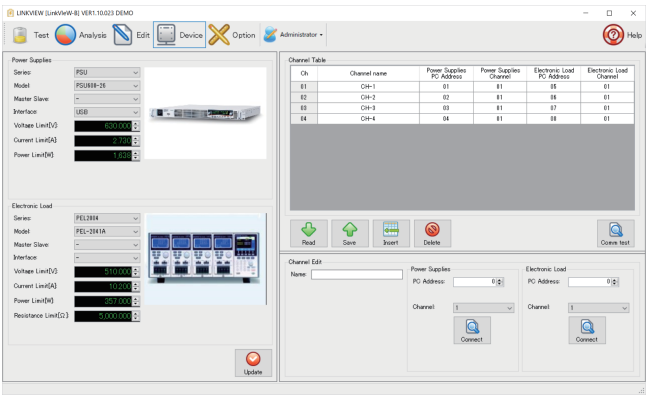 LINKVIEW [LinkVIeW-B] VER1.10.023 DEMO
Test Analysis Edit Device Option Administrator Help
Power Supplies
Series: PSU
Model: PSU600-26
Master Slave: -
Interface: USB
Voltage Limit[V]: 630.000
Current Limit[A]: 2.730
Power Limit[W]: 1,638
Electronic Load
Series: PEL2004
Model: PEL-2041A
Master Slave: -
Interface: -
Voltage Limit[V]: 510.000
Current Limit[A]: 10.200
Power Limit[W]: 357.000
Resistance Limit[Ω]: 5,000.000
Update
Channel Table
Ch Channel name Power Supplies PC Address Power Supplies Channel Electronic Load PC Address Electronic Load Channel
01 CH-1 01 01 05 01
02 CH-2 02 01 06 01
03 CH-3 03 01 07 01
04 CH-4 04 01 08 01
Read Save Insert Delete Comm test
Channel Edit
Name:
Power Supplies
PC Address: 0
Channel: 1
Connect
Electronic Load
PC Address: 0
Channel: 1
Connect